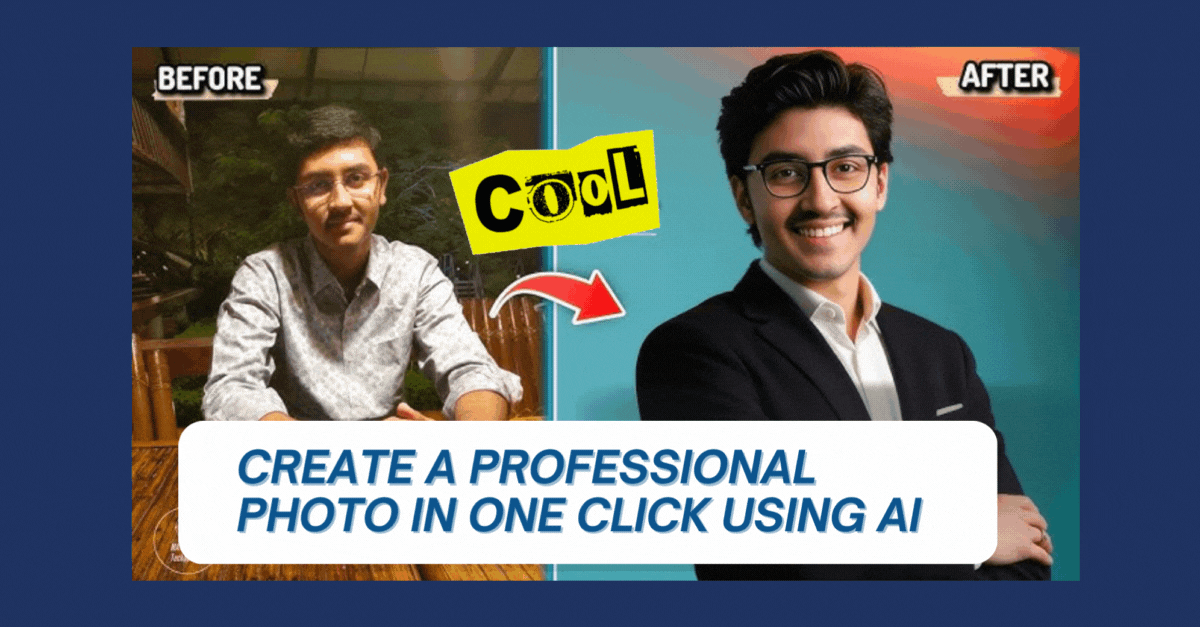 BEFORE
AFTER
COOL
CREATE A PROFESSIONAL
PHOTO IN ONE CLICK USING AI